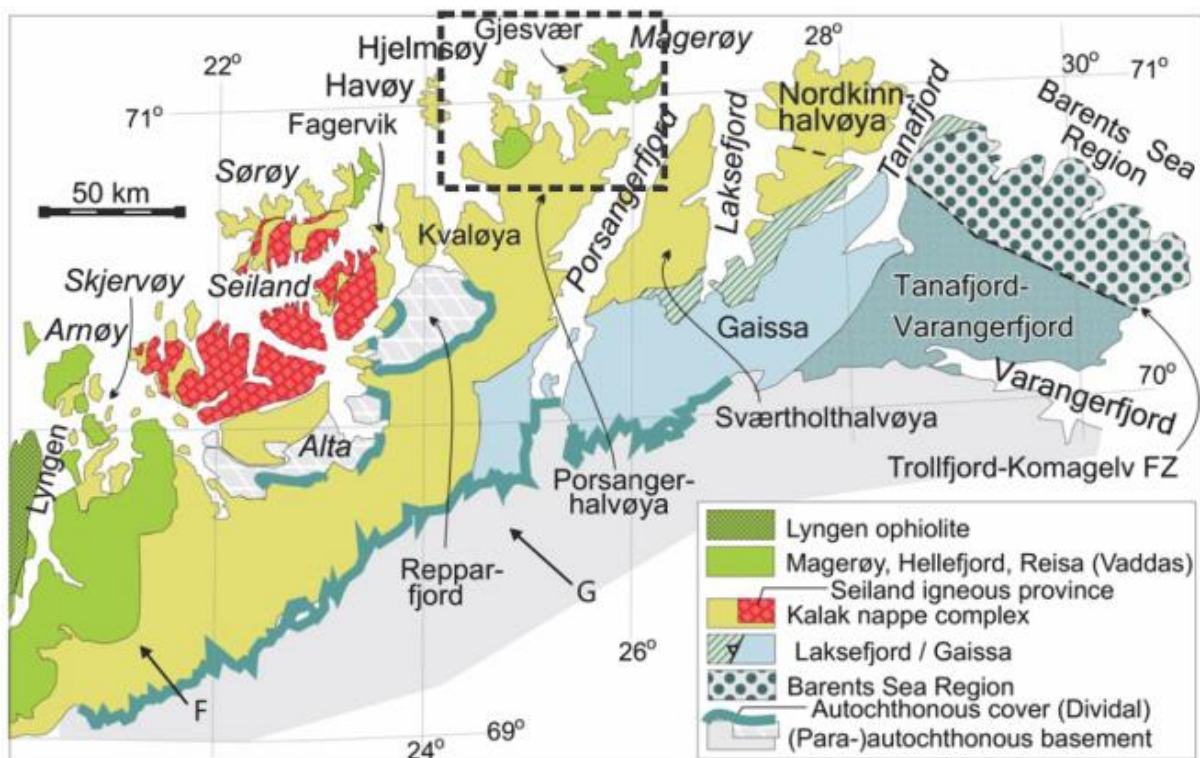 Gjesvær
Magerøy
Hjelmsøy
Havøy
Fagervik
22°
71°
28°
30°
71°
Nordkinn-
halvøya
Tanafjord
Barents Sea
Region
Laksefjord
Porsangerfjord
50 km
Sørøy
Kvaløya
Skjervøy
Seiland
Arnøy
Gaissa
Tanafjord-
Varangerfjord
Varangerfjord
70°
Sværtholthalvøya
Trollfjord-Komagelv FZ
Lyngen
Alta
Porsanger-
halvøya
Reppar-
fjord
G
F
26°
24°
69°
Lyngen ophiolite
Magerøy, Hellefjord, Reisa (Vaddas)
Seiland igneous province
Kalak nappe complex
Laksefjord / Gaissa
Barents Sea Region
Autochthonous cover (Dividal)
(Para-)autochthonous basement